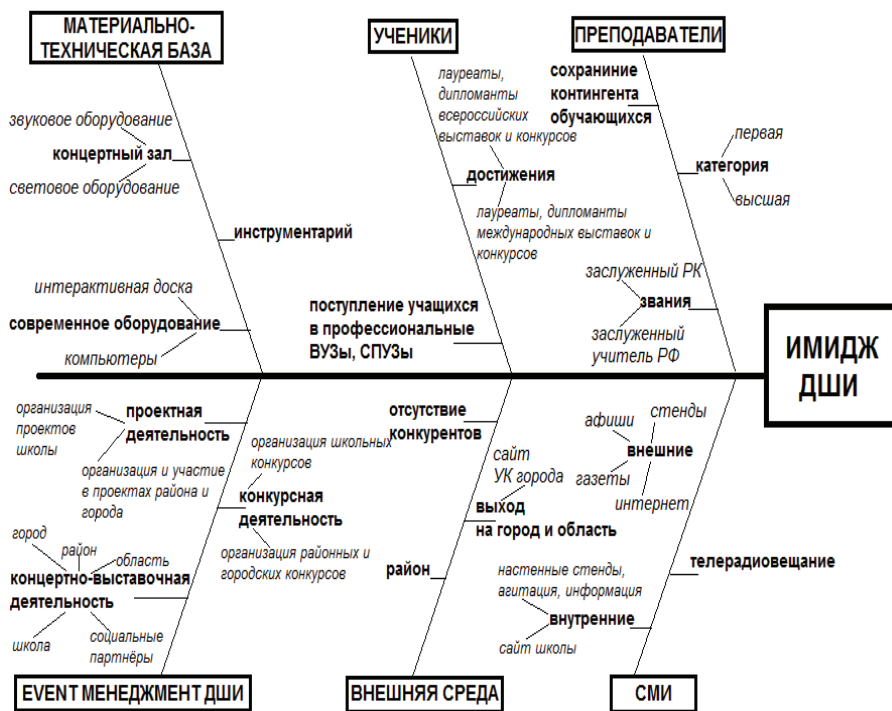 МАТЕРИАЛЬНО-
ТЕХНИЧЕСКАЯ БАЗА
звуковое оборудование
концертный зал
световое оборудование
инструментарий
интерактивная доска
современное оборудование
компьютеры
УЧЕНИКИ
лауреаты,
дипломанты
всероссийских
выставок и конкурсов
достижения
лауреаты, дипломанты
международных выставок и
конкурсов
поступление учащихся
в профессиональные
ВУЗы, СПУЗы
ПРЕПОДАВАТЕЛИ
сохраниние
контингента
обучающихся
первая
категория
высшая
заслуженный РК
звания
заслуженный
учитель РФ
ИМИДЖ
ДШИ
организация
проектов
школы
проектная
деятельность
организация и участие
в проектах района и
города
организация школьных
конкурсов
конкурсная
деятельность
организация районных и
городских конкурсов
город
район
область
концертно-выставочная
деятельность
школа
социальные
партнёры
EVENT МЕНЕДЖМЕНТ ДШИ
отсутствие
конкурентов
сайт
УК города
выход
на город и область
район
ВНЕШНЯЯ СРЕДА
афиши
стенды
внешние
газеты
интернет
телерадиовещание
настенные стенды,
агитация, информация
внутренние
сайт школы
СМИ